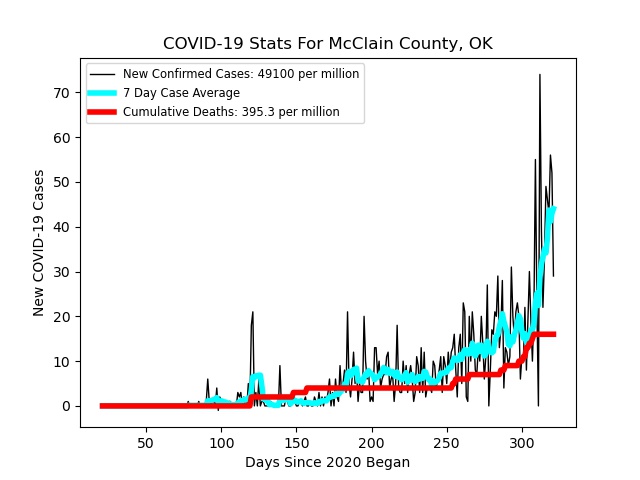 COVID-19 Stats For McClain County, OK
New Confirmed Cases: 49100 per million
7 Day Case Average
Cumulative Deaths: 395.3 per million
New COVID-19 Cases
70
60
50
40
30
20
10
0
50 100 150 200 250 300
Days Since 2020 Began